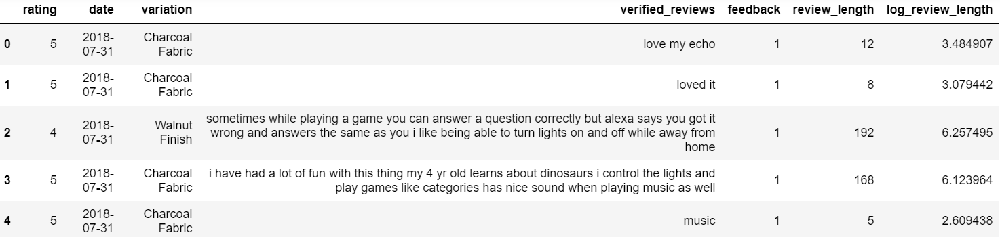 rating date variation verified_reviews feedback review_length log_review_length
0 5 2018-07-31 Charcoal Fabric love my echo 1 12 3.484907
1 5 2018-07-31 Charcoal Fabric loved it 1 8 3.079442
2 4 2018-07-31 Walnut Finish sometimes while playing a game you can answer a question correctly but alexa says you got it
wrong and answers the same as you i like being able to turn lights on and off while away from
home 1 192 6.257495
3 5 2018-07-31 Charcoal Fabric i have had a lot of fun with this thing my 4 yr old learns about dinosaurs i control the lights and
play games like categories has nice sound when playing music as well 1 168 6.123964
4 5 2018-07-31 Charcoal Fabric music 1 5 2.609438